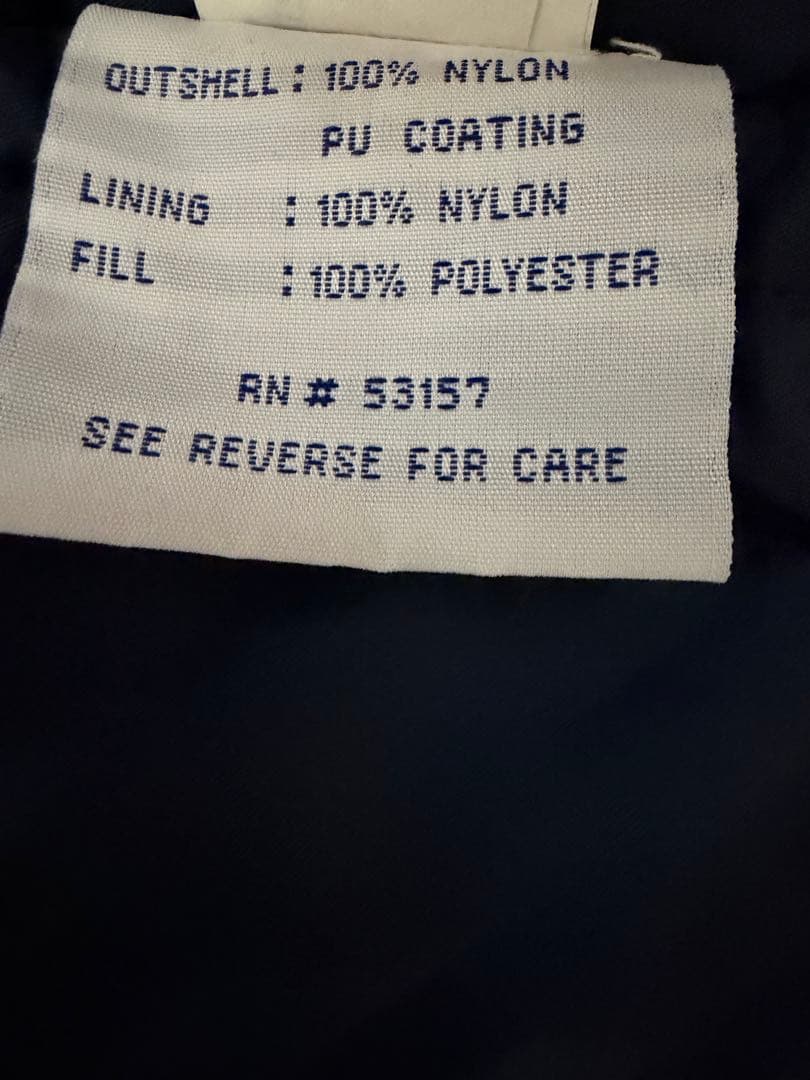 OUTSHELL : 100% NYLON
PU COATING
LINING : 100% NYLON
FILL : 100% POLYESTER
RN # 53157
SEE REVERSE FOR CARE